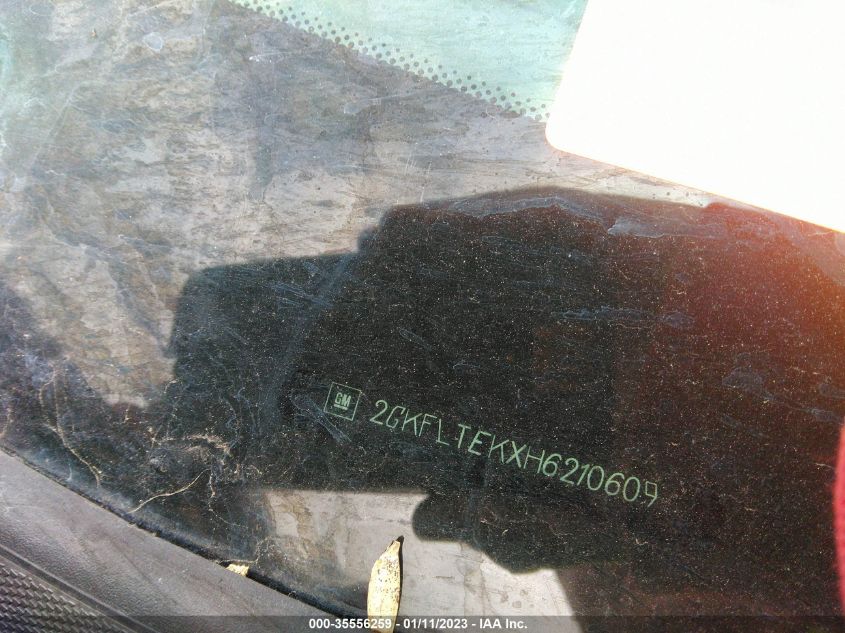 GM 2GKFLTEKXH6210609
000-35556259 - 01/11/2023 - IAA Inc.